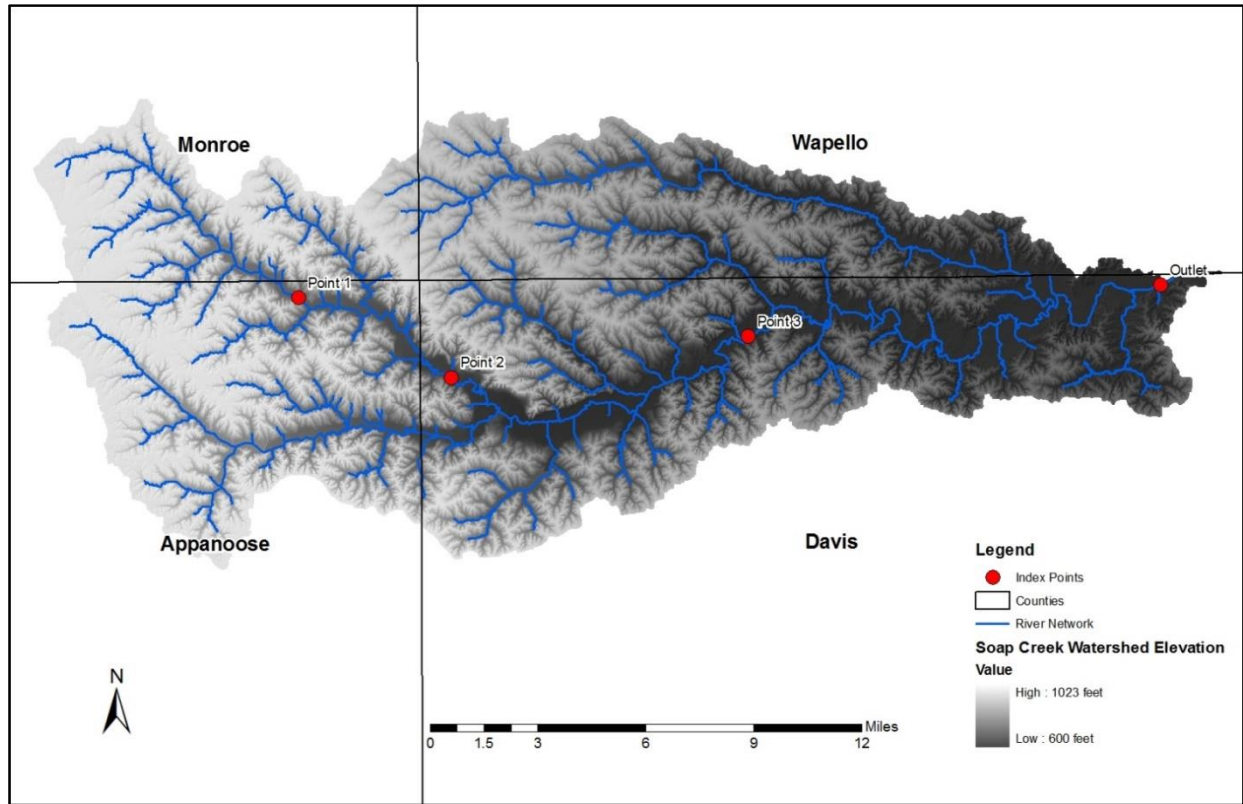 Monroe
Wapello
Outlet
Point 1
Point 3
Point 2
Appanoose
Davis
Legend
Index Points
Counties
River Network
Soap Creek Watershed Elevation
Value
High : 1023 feet
Low : 600 feet
N
Miles
0 1.5 3 6 9 12